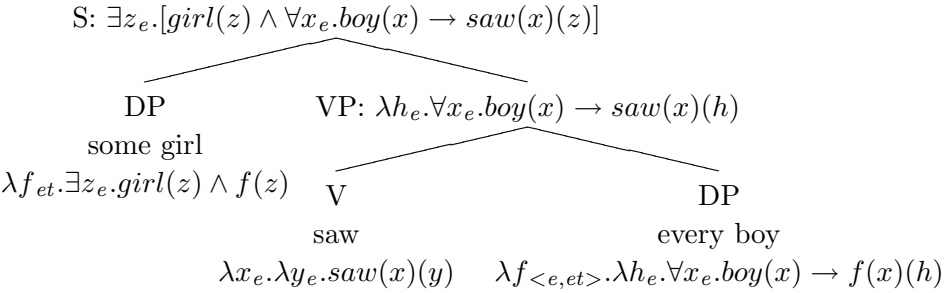 S: ∃z_e.[girl(z) ∧ ∀x_e.boy(x) → saw(x)(z)]
DP VP: λh_e.∀x_e.boy(x) → saw(x)(h)
some girl
λf_et.∃z_e.girl(z) ∧ f(z)
V DP
saw every boy
λx_e.λy_e.saw(x)(y) λf_<e,et>.λh_e.∀x_e.boy(x) → f(x)(h)